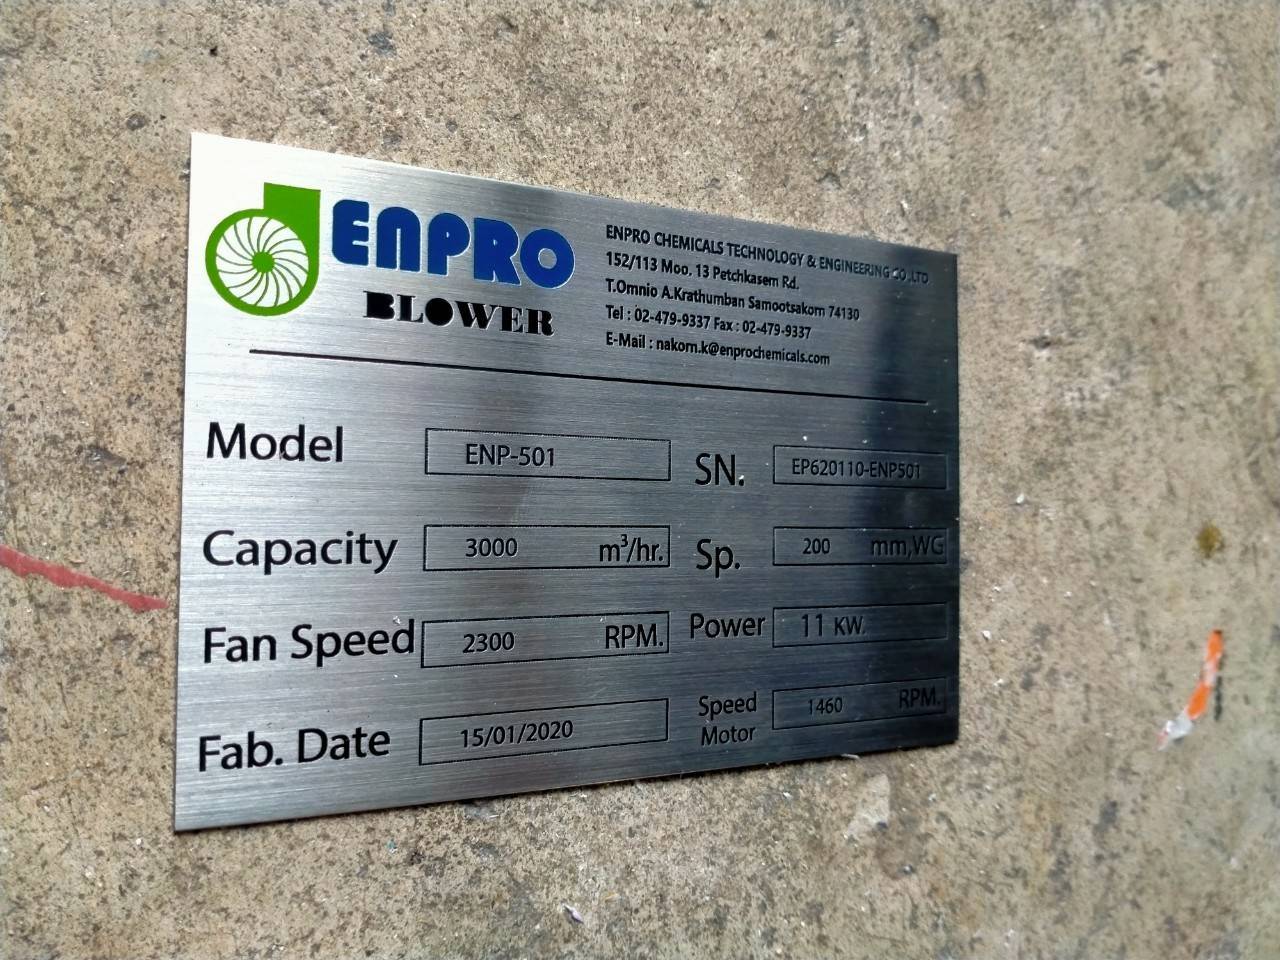 ENPRO
BLOWER
ENPRO CHEMICALS TECHNOLOGY & ENGINEERING CO.,LTD
152/113 Moo. 13 Petchkasem Rd.
T.Omnio A.Krathumban Samootsakorn 74130
Tel : 02-479-9337 Fax : 02-479-9337
E-Mail : nakorn.k@enprochemicals.com
Model ENP-501 SN. EP620110-ENP501
Capacity 3000 m³/hr. Sp. 200 mm,WG
Fan Speed 2300 RPM. Power 11 KW.
Fab. Date 15/01/2020 Speed Motor 1460 RPM.